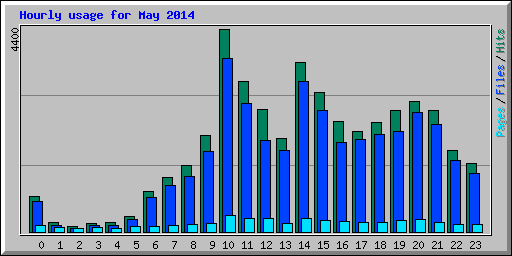 Hourly usage for May 2014
4400
Pages/Files/Hits
0 1 2 3 4 5 6 7 8 9 10 11 12 13 14 15 16 17 18 19 20 21 22 23